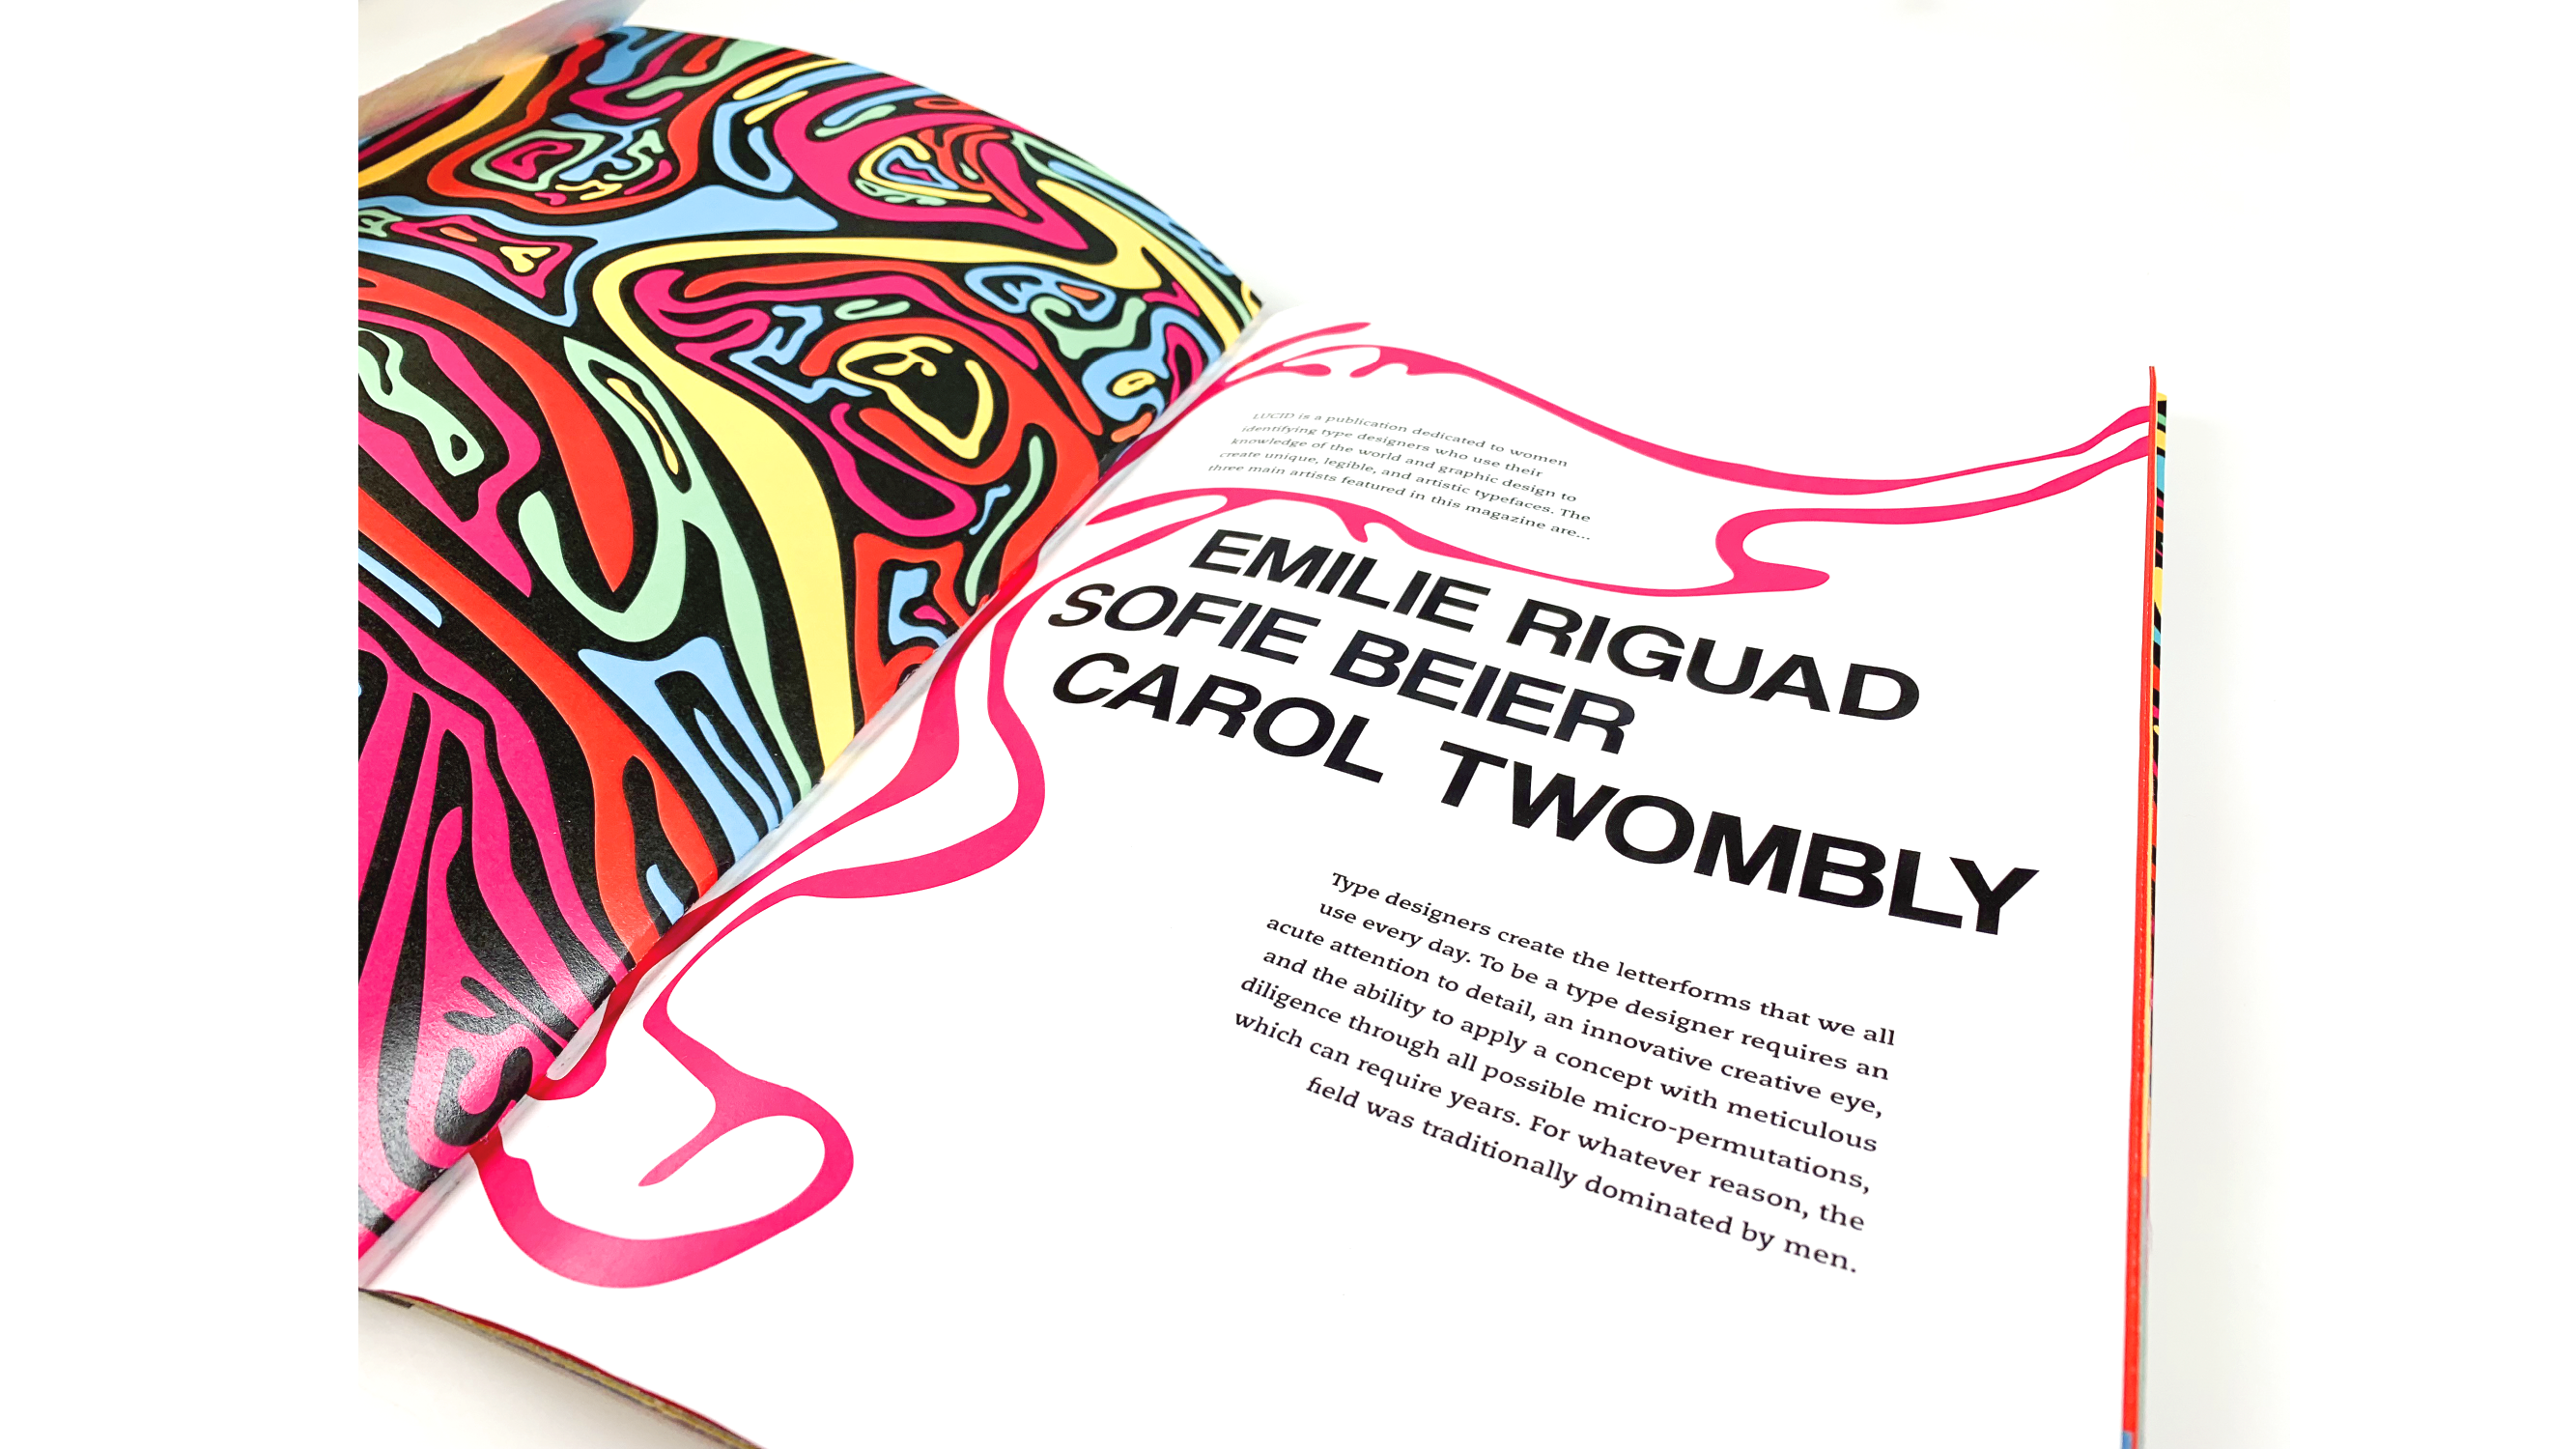 LUCID is a publication dedicated to women
identifying type designers who use their
knowledge of the world and graphic design to
create unique, legible, and artistic typefaces. The
three main artists featured in this magazine are...
EMILIE RIGUAD
SOFIE BEIER
CAROL TWOMBLY
Type designers create the letterforms that we all
use every day. To be a type designer requires an
acute attention to detail, an innovative creative eye,
and the ability to apply a concept with meticulous
diligence through all possible micro-permutations,
which can require years. For whatever reason, the
field was traditionally dominated by men.